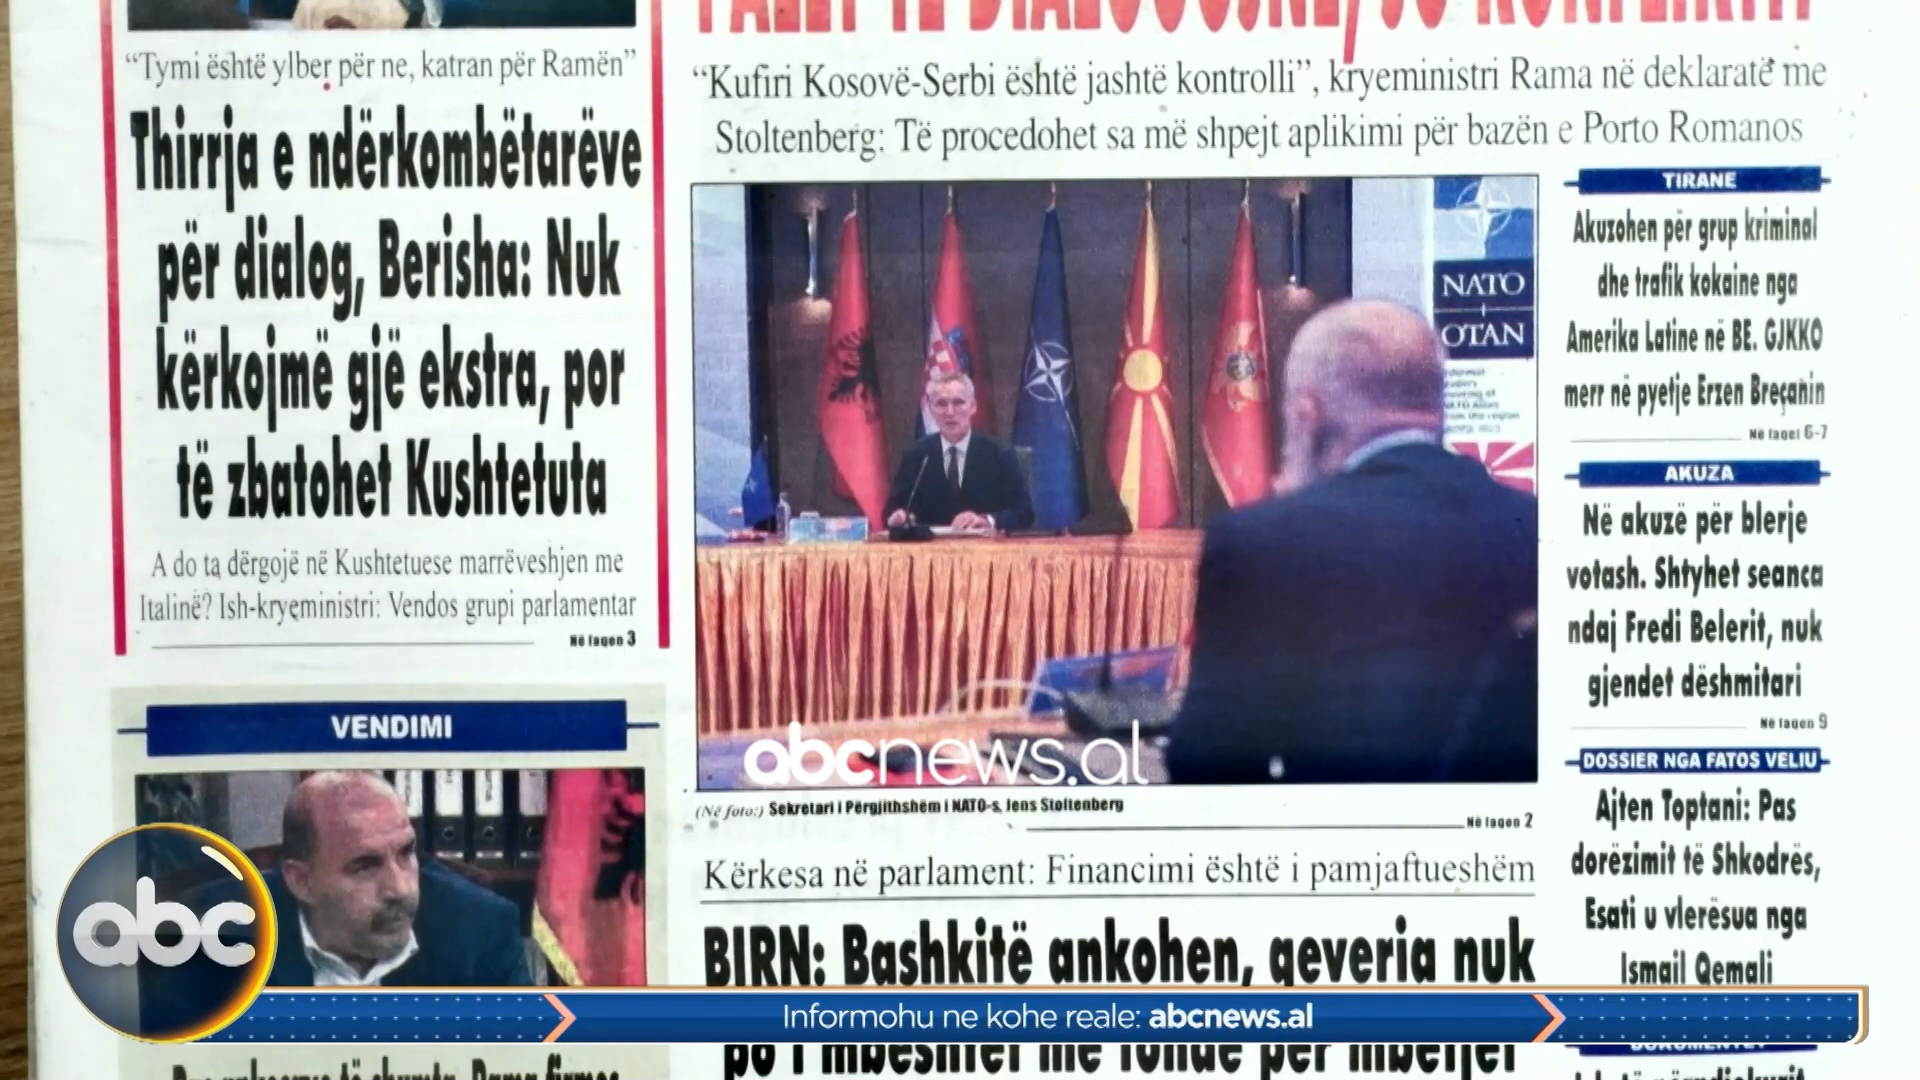 “Tymi është ylber për ne, katran për Ramën”
Thirrja e ndërkombëtarëve
për dialog, Berisha: Nuk
kërkojmë gjë ekstra, por
të zbatohet Kushtetuta
A do ta dërgojë në Kushtetuese marrëveshjen me
Italinë? Ish-kryeministri: Vendos grupi parlamentar
Në faqen 3
VENDIMI
“Kufiri Kosovë-Serbi është jashtë kontrolli”, kryeministri Rama në deklaratë me
Stoltenberg: Të procedohet sa më shpejt aplikimi për bazën e Porto Romanos
NATO
OTAN
abcnews.al
(Në foto:) Sekretari i Përgjithshëm i NATO-s, Jens Stoltenberg
Në faqen 2
Kërkesa në parlament: Financimi është i pamjaftueshëm
BIRN: Bashkitë ankohen, qeveria nuk
po i mbështet me fonde për mbetjet
TIRANE
Akuzohen për grup kriminal
dhe trafik kokaine nga
Amerika Latine në BE. GJKKO
merr në pyetje Erzen Breçanin
Në faqet 6-7
AKUZA
Në akuzë për blerje
votash. Shtyhet seanca
ndaj Fredi Belerit, nuk
gjendet dëshmitari
Në faqen 9
DOSSIER NGA FATOS VELIU
Ajten Toptani: Pas
dorëzimit të Shkodrës,
Esati u vlerësua nga
Ismail Qemali
abc
Informohu ne kohe reale: abcnews.al